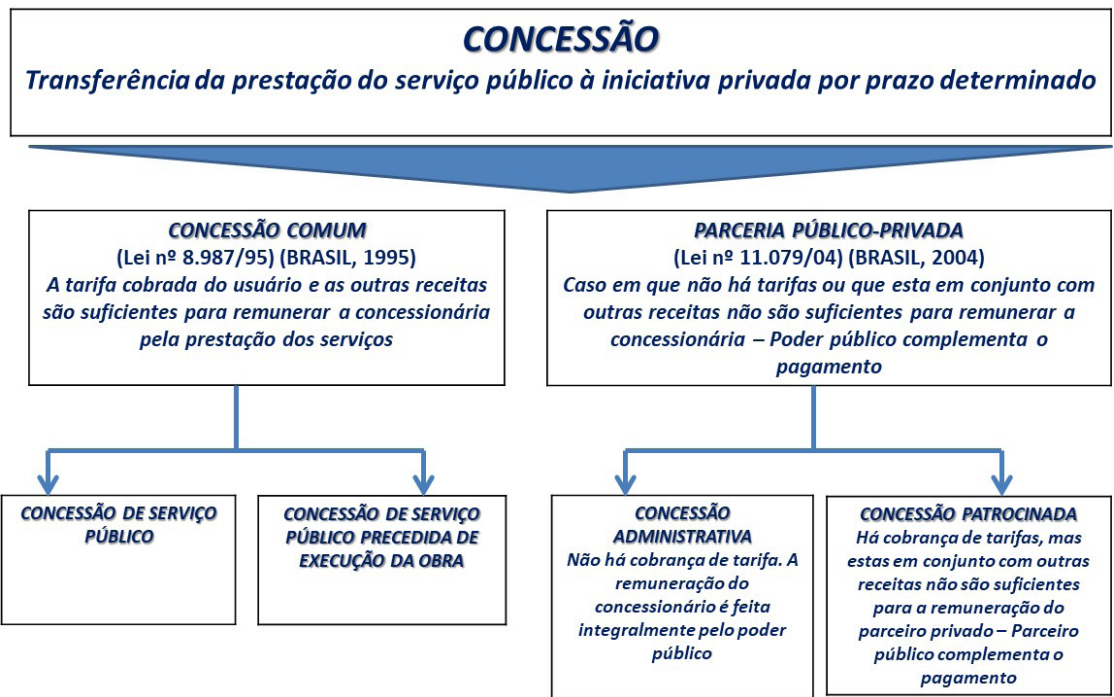 CONCESSÃO
Transferência da prestação do serviço público à iniciativa privada por prazo determinado
CONCESSÃO COMUM
(Lei nº 8.987/95) (BRASIL, 1995)
A tarifa cobrada do usuário e as outras receitas
são suficientes para remunerar a concessionária
pela prestação dos serviços
PARCERIA PÚBLICO-PRIVADA
(Lei nº 11.079/04) (BRASIL, 2004)
Caso em que não há tarifas ou que esta em conjunto com
outras receitas não são suficientes para remunerar a
concessionária – Poder público complementa o
pagamento
CONCESSÃO DE SERVIÇO
PÚBLICO
CONCESSÃO DE SERVIÇO
PÚBLICO PRECEDIDA DE
EXECUÇÃO DA OBRA
CONCESSÃO
ADMINISTRATIVA
Não há cobrança de tarifa. A
remuneração do
concessionário é feita
integralmente pelo poder
público
CONCESSÃO PATROCINADA
Há cobrança de tarifas, mas
estas em conjunto com outras
receitas não são suficientes
para a remuneração do
parceiro privado – Parceiro
público complementa o
pagamento